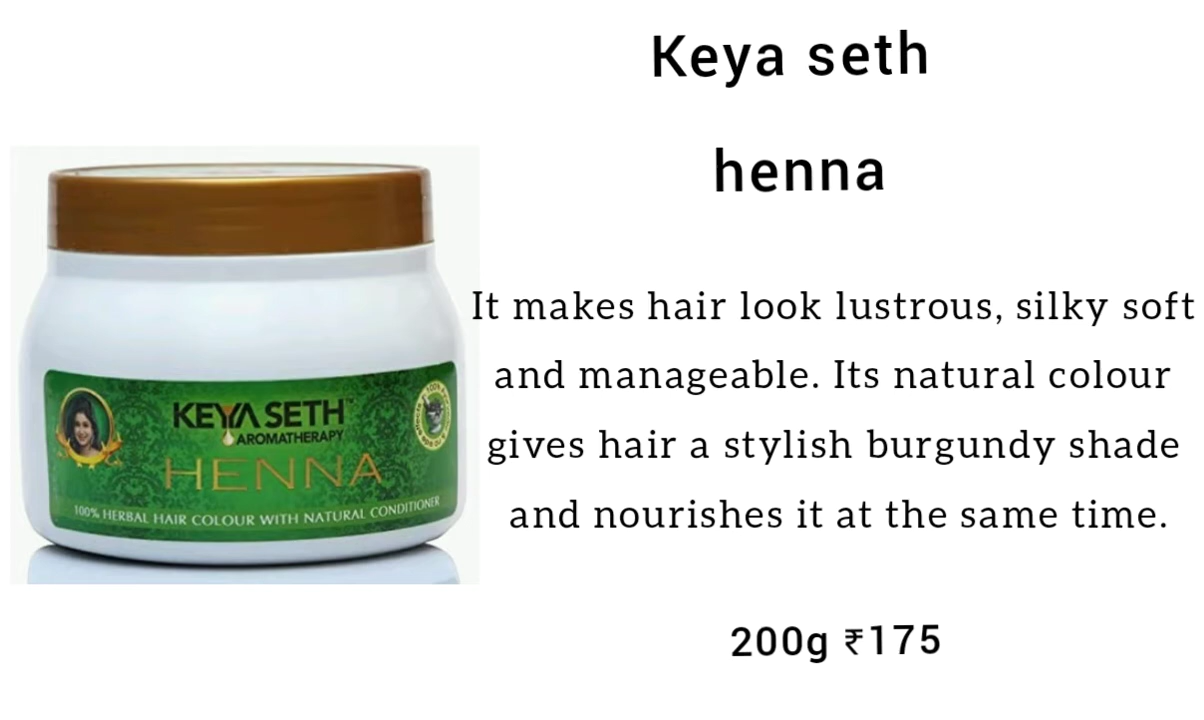 Keya seth
henna
It makes hair look lustrous, silky soft
and manageable. Its natural colour
gives hair a stylish burgundy shade
and nourishes it at the same time.
200g ₹175
KEYA SETH™
AROMATHERAPY
HENNA
100% HERBAL HAIR COLOUR WITH NATURAL CONDITIONER